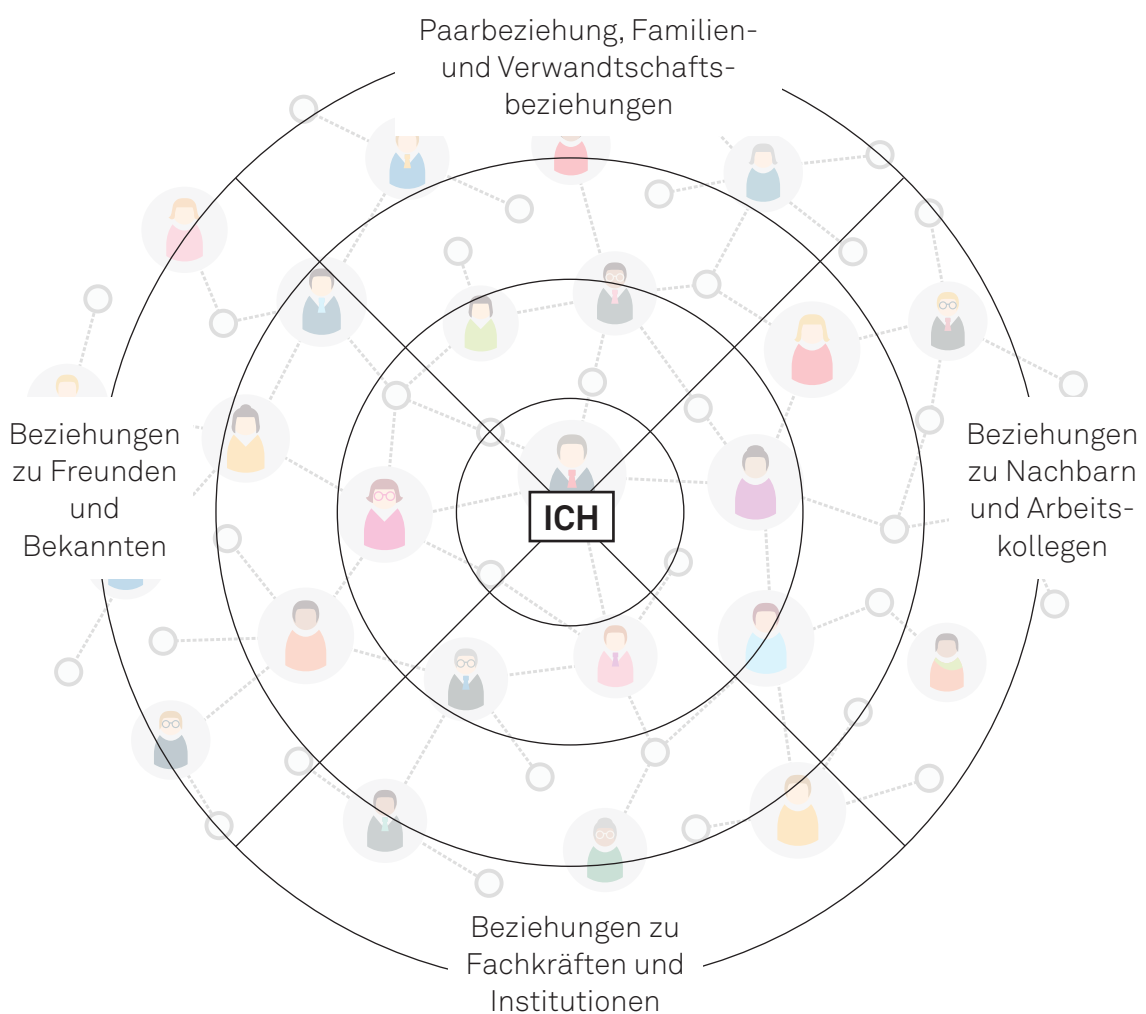 Paarbeziehung, Familien-
und Verwandtschafts-
beziehungen
Beziehungen
zu Freunden
und
Bekannten
ICH
Beziehungen
zu Nachbarn
und Arbeits-
kollegen
Beziehungen zu
Fachkräften und
Institutionen